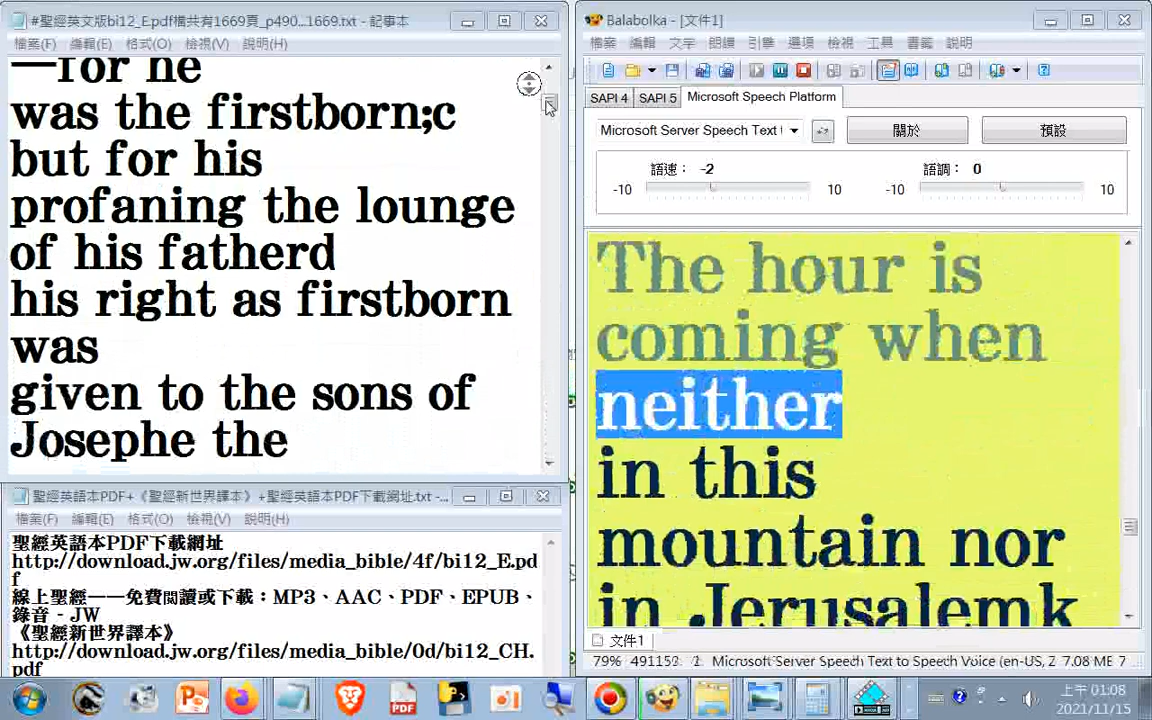 #聖經英文版bi12_E.pdf檔共有1669頁_p490...1669.txt - 記事本
檔案(F) 編輯(E) 格式(O) 檢視(V) 說明(H)
—for he
was the firstborn;c
but for his
profaning the lounge
of his fatherd
his right as firstborn
was
given to the sons of
Josephe the
聖經英語本PDF+《聖經新世界譯本》+聖經英語本PDF下載網址.txt -...
檔案(F) 編輯(E) 格式(O) 檢視(V) 說明(H)
聖經英語本PDF下載網址
http://download.jw.org/files/media_bible/4f/bi12_E.pd
f
線上聖經——免費閱讀或下載：MP3、AAC、PDF、EPUB、
錄音 - JW
《聖經新世界譯本》
http://download.jw.org/files/media_bible/0d/bi12_CH.
pdf
Balabolka - [文件1]
檔案 編輯 文字 朗讀 引擎 選項 檢視 工具 書籤 說明
SAPI 4 SAPI 5 Microsoft Speech Platform
Microsoft Server Speech Text 關於 預設
語速： -2 語調： 0
-10 10 -10 10
The hour is
coming when
neither
in this
mountain nor
in Jerusalemk
文件1
79% Microsoft Server Speech Text to Speech Voice (en-US, Z 7.08 ME 7
PDF
上午 01:08
2021/11/15